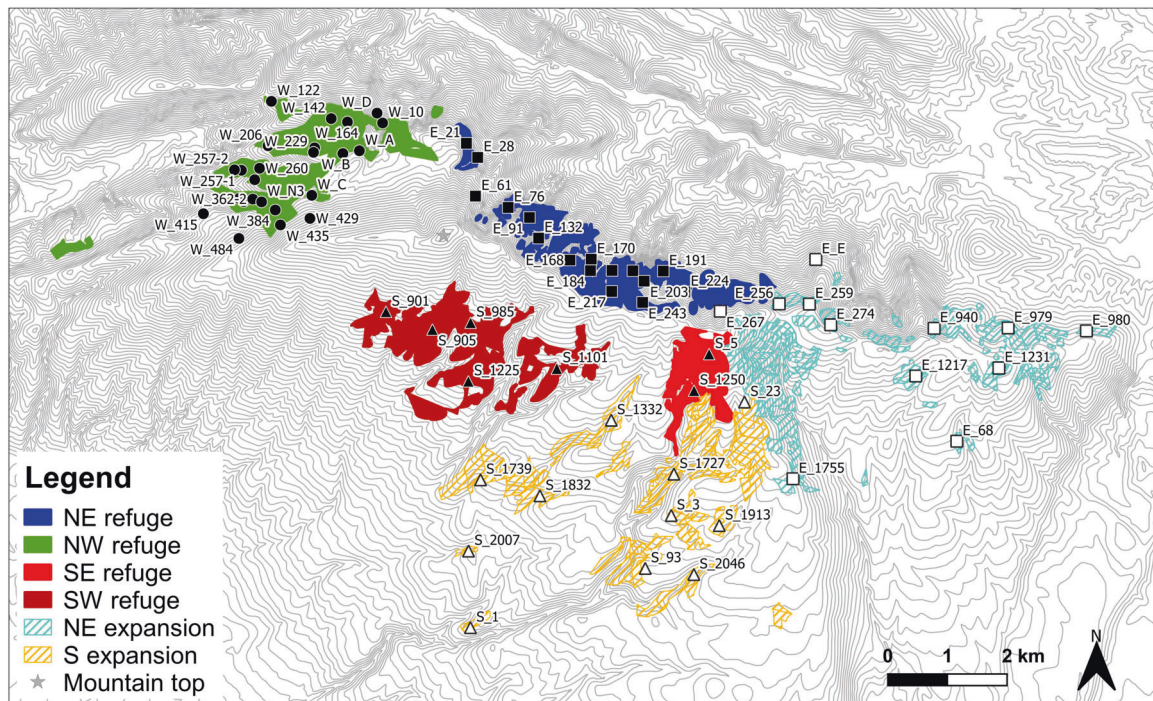 W_122
W_142
W_D
W_10
W_206
W_229
W_164
W_A
E_21
E_28
W_257-2
W_260
W_B
W_257-1
W_N3
W_C
E_61
E_76
W_362-2
W_415
W_384
W_429
E_91
E_132
W_484
W_435
E_168
E_170
E_191
E_E
E_184
E_224
E_217
E_203
E_256
E_259
E_243
E_267
E_274
E_940
E_979
E_980
S_901
S_985
S_905
S_5
S_1101
S_1225
S_1250
E_1217
E_1231
S_23
S_1332
E_68
S_1739
S_1727
E_1755
S_1832
S_3
S_1913
S_2007
S_93
S_2046
S_1
Legend
NE refuge
NW refuge
SE refuge
SW refuge
NE expansion
S expansion
Mountain top
0 1 2 km
N